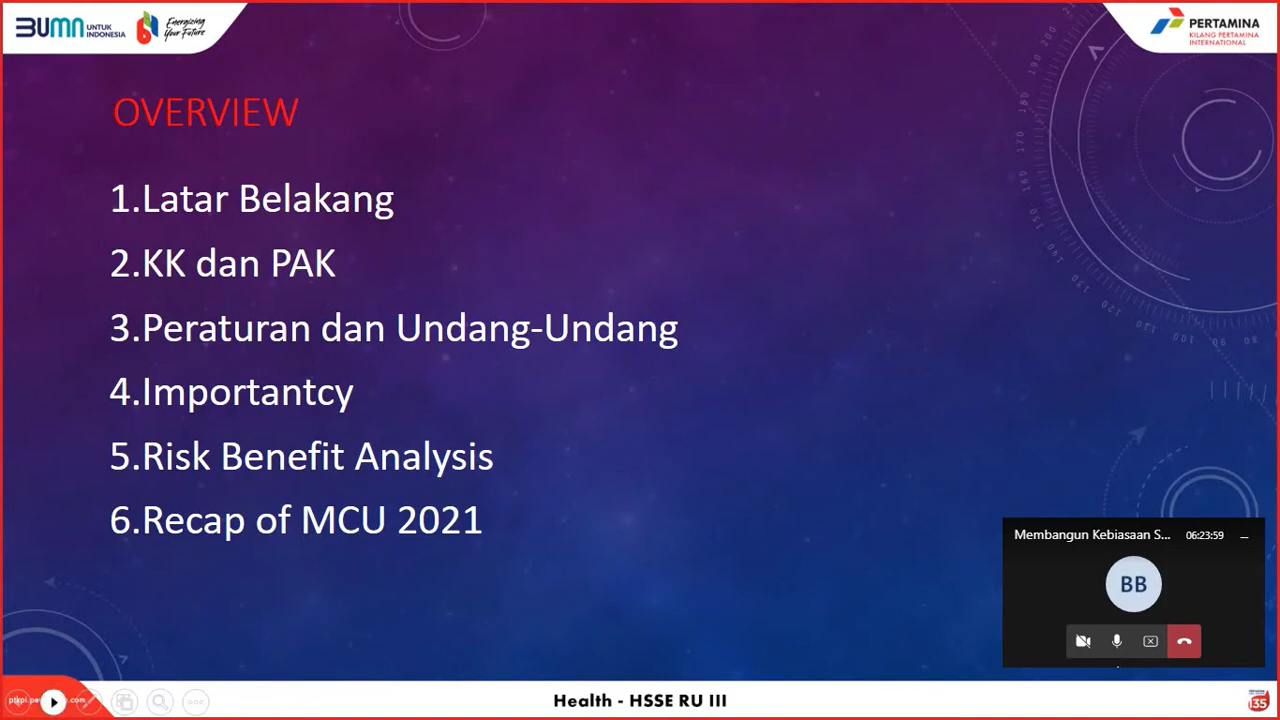 BUMN UNTUK INDONESIA
Energizing Your Future
PERTAMINA
KILANG PERTAMINA INTERNATIONAL
OVERVIEW
1.Latar Belakang
2.KK dan PAK
3.Peraturan dan Undang-Undang
4.Importantcy
5.Risk Benefit Analysis
6.Recap of MCU 2021
Membangun Kebiasaan S... 06:23:59
BB
Health - HSSE RU III
35